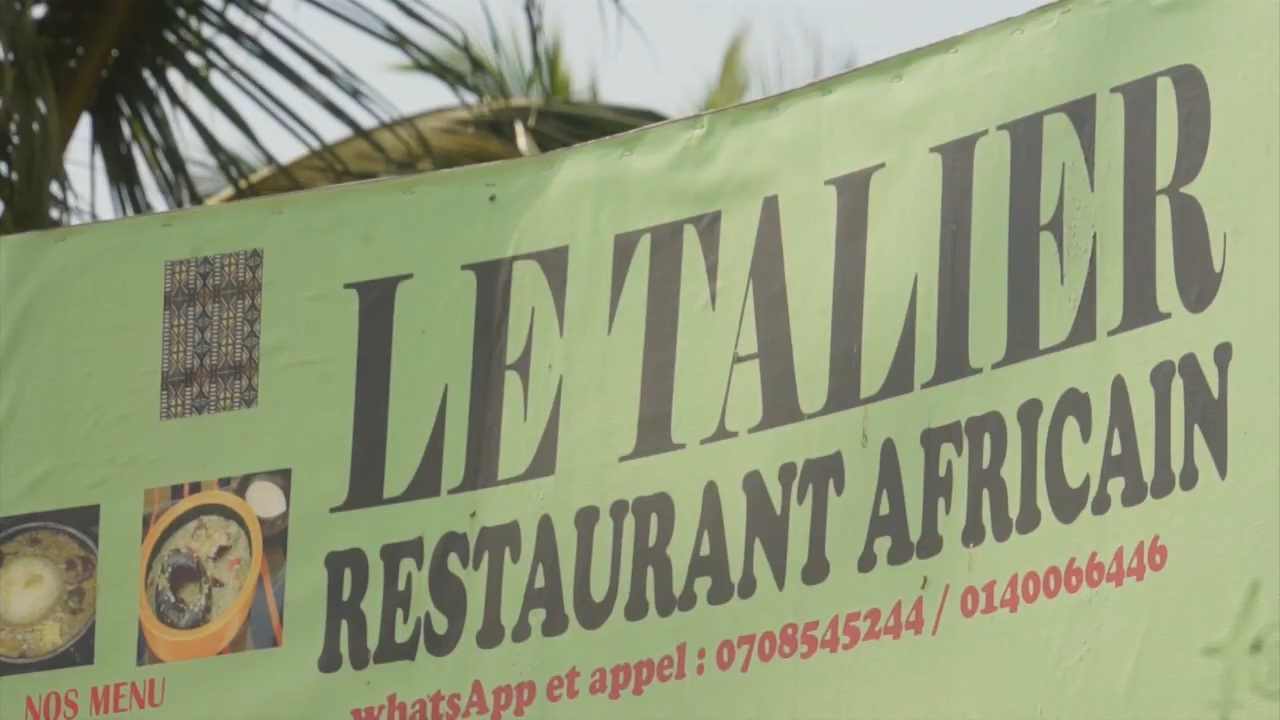 LE TALIER
RESTAURANT AFRICAIN
whatsApp et appel : 0708545244 / 0140066446
NOS MENU